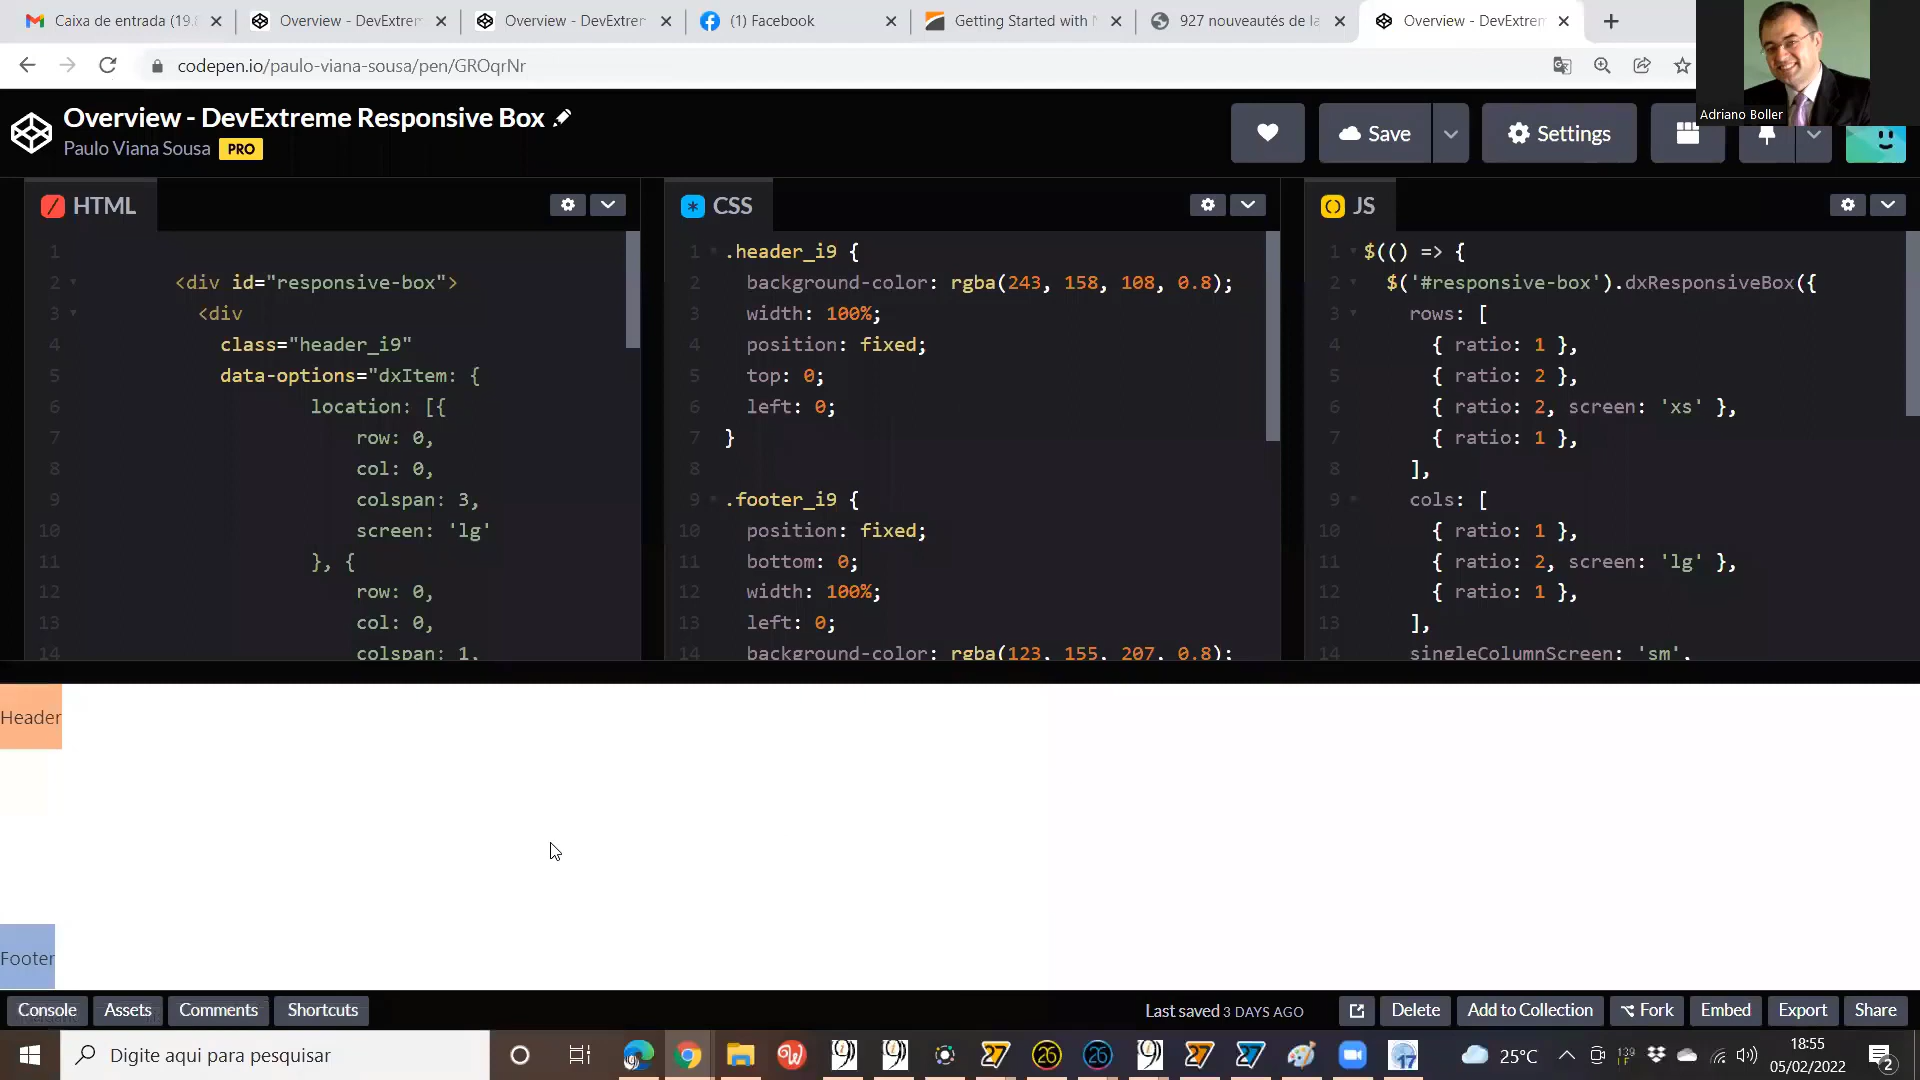 Caixa de entrada (19.8
Overview - DevExtrem
Overview - DevExtrer
(1) Facebook
Getting Started with
927 nouveautés de la
Overview - DevExtrem
codepen.io/paulo-viana-sousa/pen/GROqrNr
Adriano Boller
Overview - DevExtreme Responsive Box
Paulo Viana Sousa PRO
Save
Settings
HTML
1
2 <div id="responsive-box">
3 <div
4 class="header_i9"
5 data-options="dxItem: {
6 location: [{
7 row: 0,
8 col: 0,
9 colspan: 3,
10 screen: 'lg'
11 }, {
12 row: 0,
13 col: 0,
14 colspan: 1,
CSS
1 .header_i9 {
2 background-color: rgba(243, 158, 108, 0.8);
3 width: 100%;
4 position: fixed;
5 top: 0;
6 left: 0;
7 }
8
9 .footer_i9 {
10 position: fixed;
11 bottom: 0;
12 width: 100%;
13 left: 0;
14 background-color: rgba(123, 155, 207, 0.8);
JS
1 $(() => {
2 $('#responsive-box').dxResponsiveBox({
3 rows: [
4 { ratio: 1 },
5 { ratio: 2 },
6 { ratio: 2, screen: 'xs' },
7 { ratio: 1 },
8 ],
9 cols: [
10 { ratio: 1 },
11 { ratio: 2, screen: 'lg' },
12 { ratio: 1 },
13 ],
14 singleColumnScreen: 'sm',
Header
Footer
Console
Assets
Comments
Shortcuts
Last saved 3 DAYS AGO
Delete
Add to Collection
Fork
Embed
Export
Share
Digite aqui para pesquisar
27
26
26
27
27
17
25°C
139
18:55
05/02/2022
2